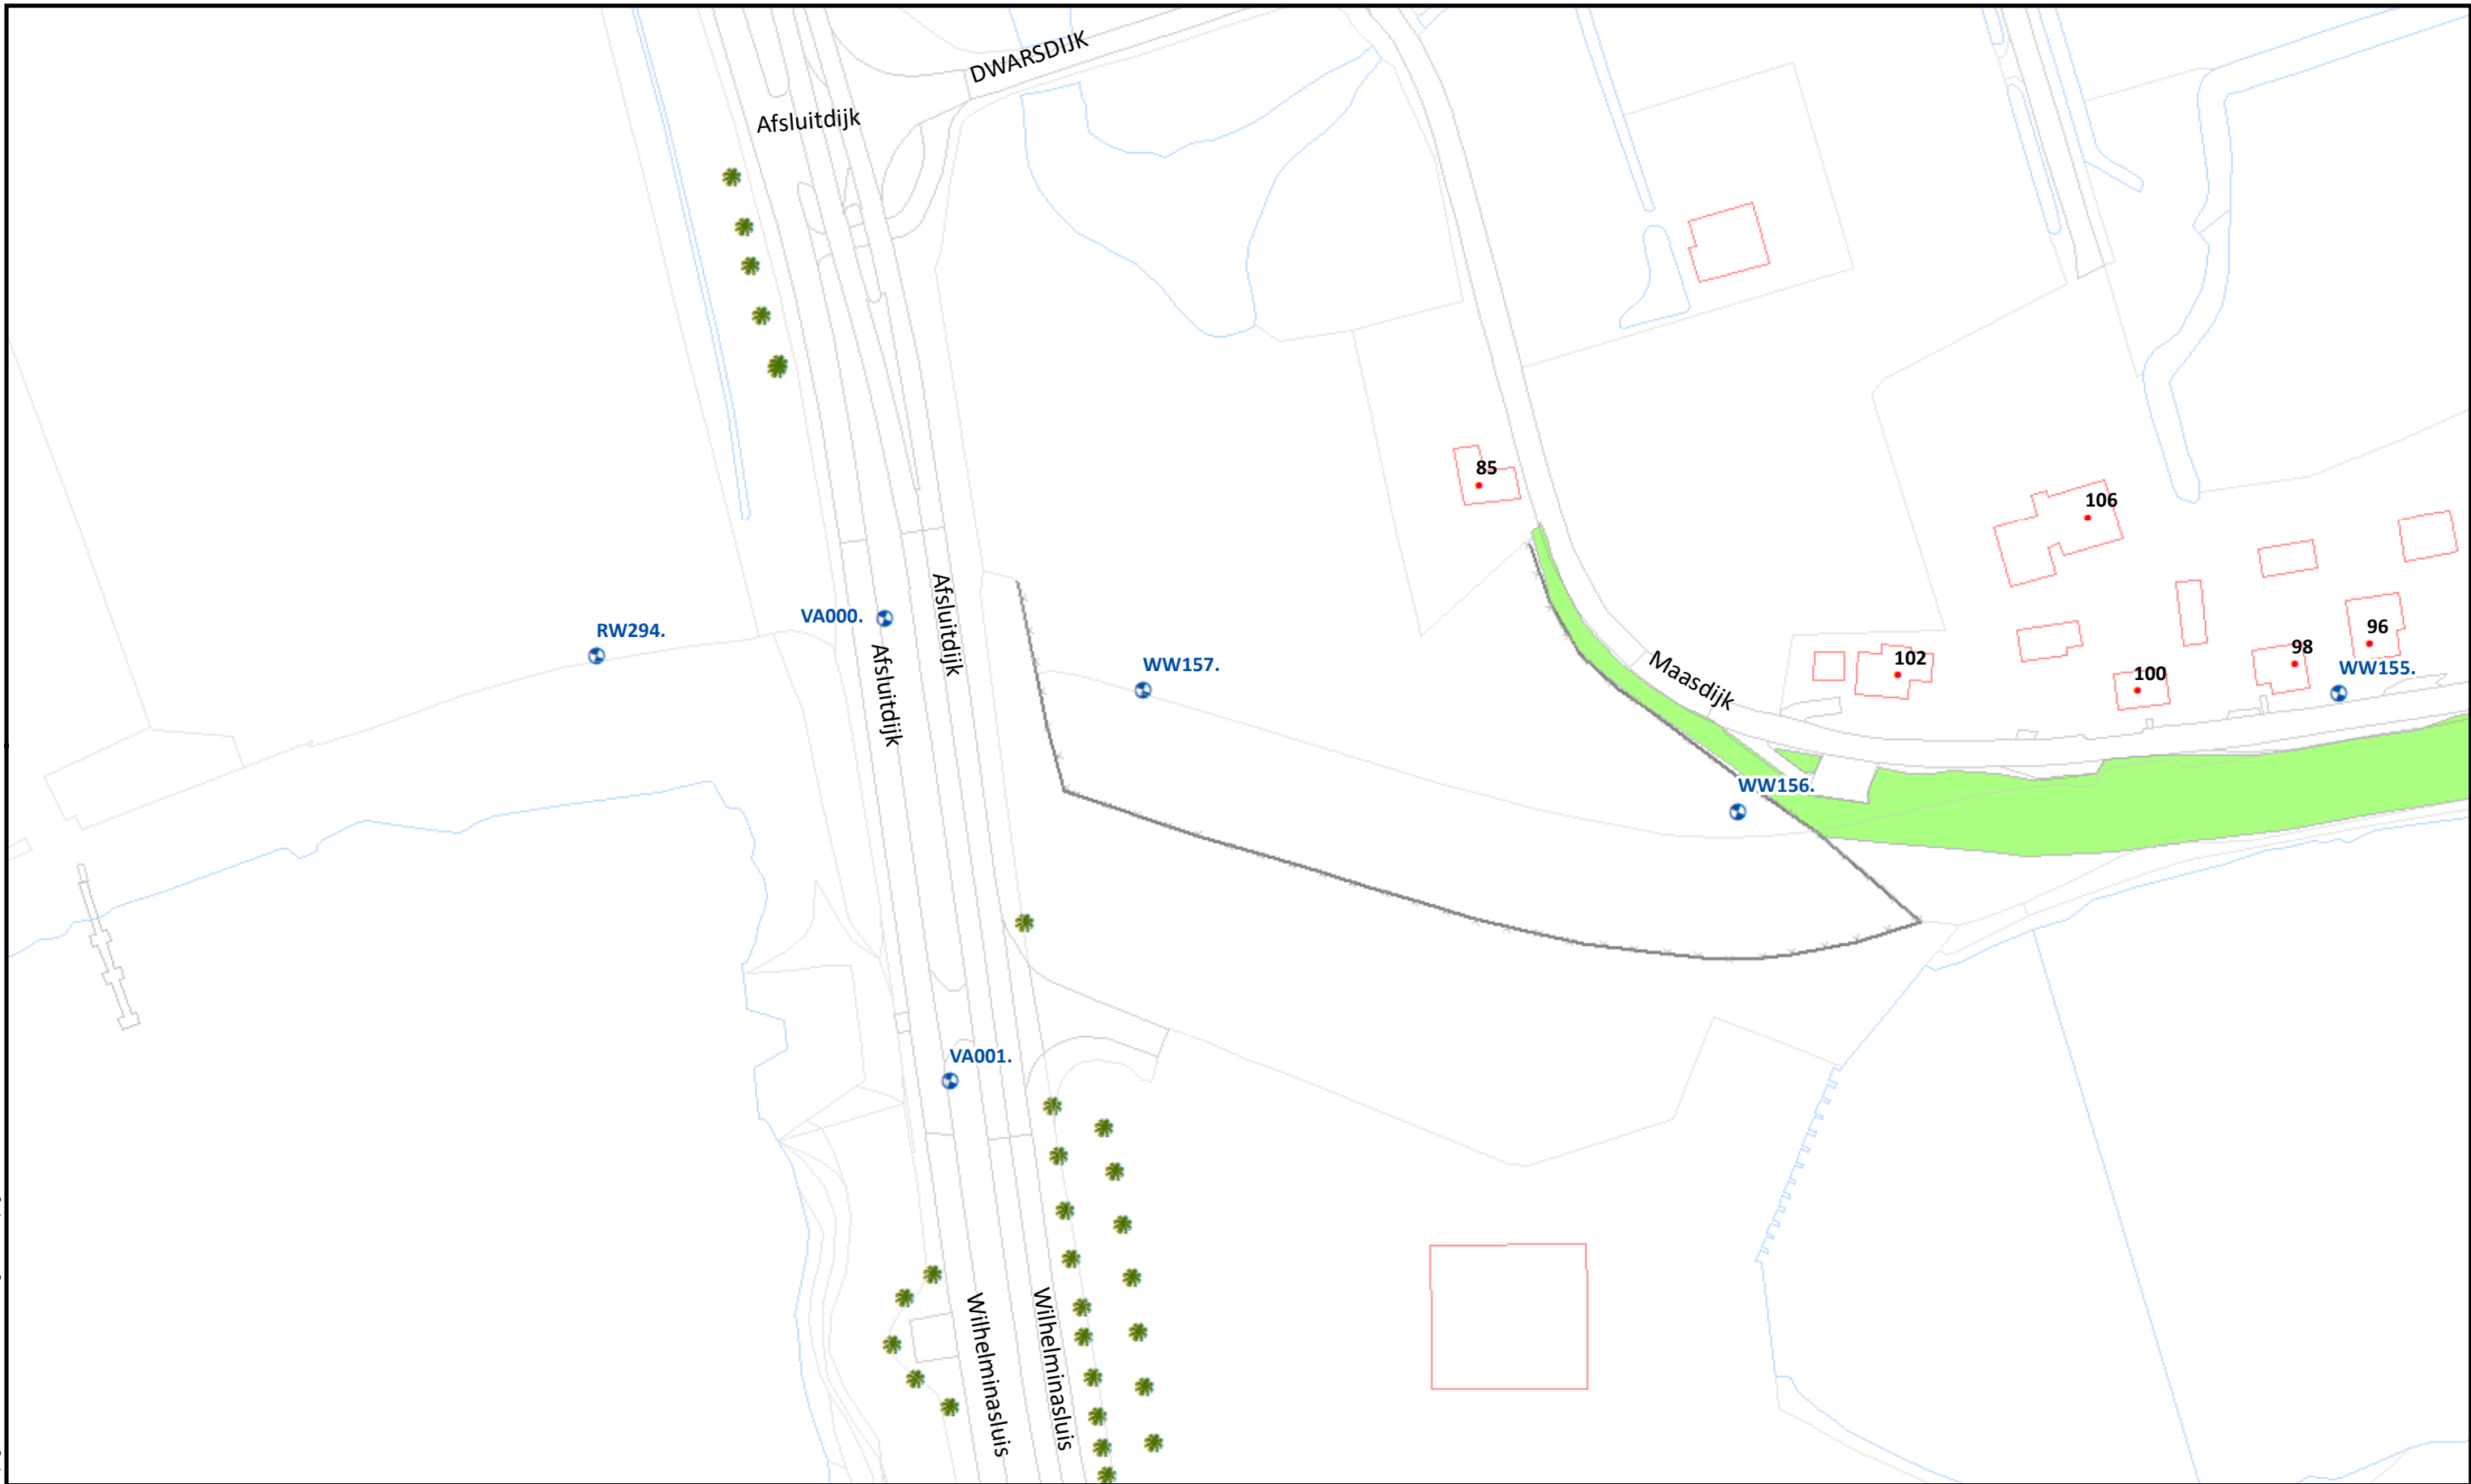 DWARSDIJK
Afsluitdijk
85
106
Afsluitdijk
VA000.
RW294.
96
98
WW155.
102
100
WW157.
Maasdijk
Afsluitdijk
WW156.
VA001.
Wilhelminasluis
Wilhelminasluis